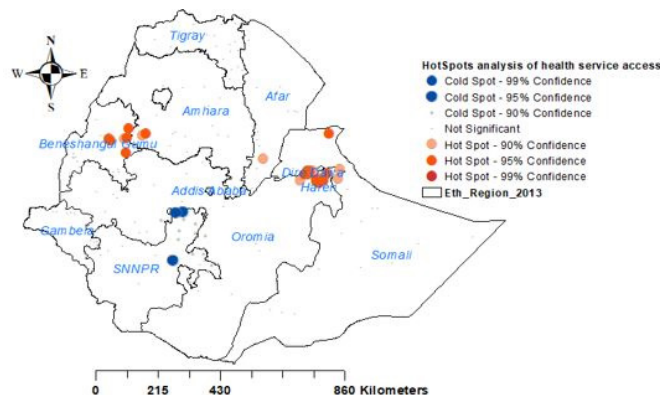 Tigray
N
W E
S
HotSpots analysis of health service access
Cold Spot - 99% Confidence
Cold Spot - 95% Confidence
Cold Spot - 90% Confidence
Not Significant
Hot Spot - 90% Confidence
Hot Spot - 95% Confidence
Hot Spot - 99% Confidence
Eth_Region_2013
Afar
Amhara
Beneshangul Gumu
Dire Dawa
Harer
Addis Ababa
Gambela
Oromia
Somali
SNNPR
0 215 430 860 Kilometers